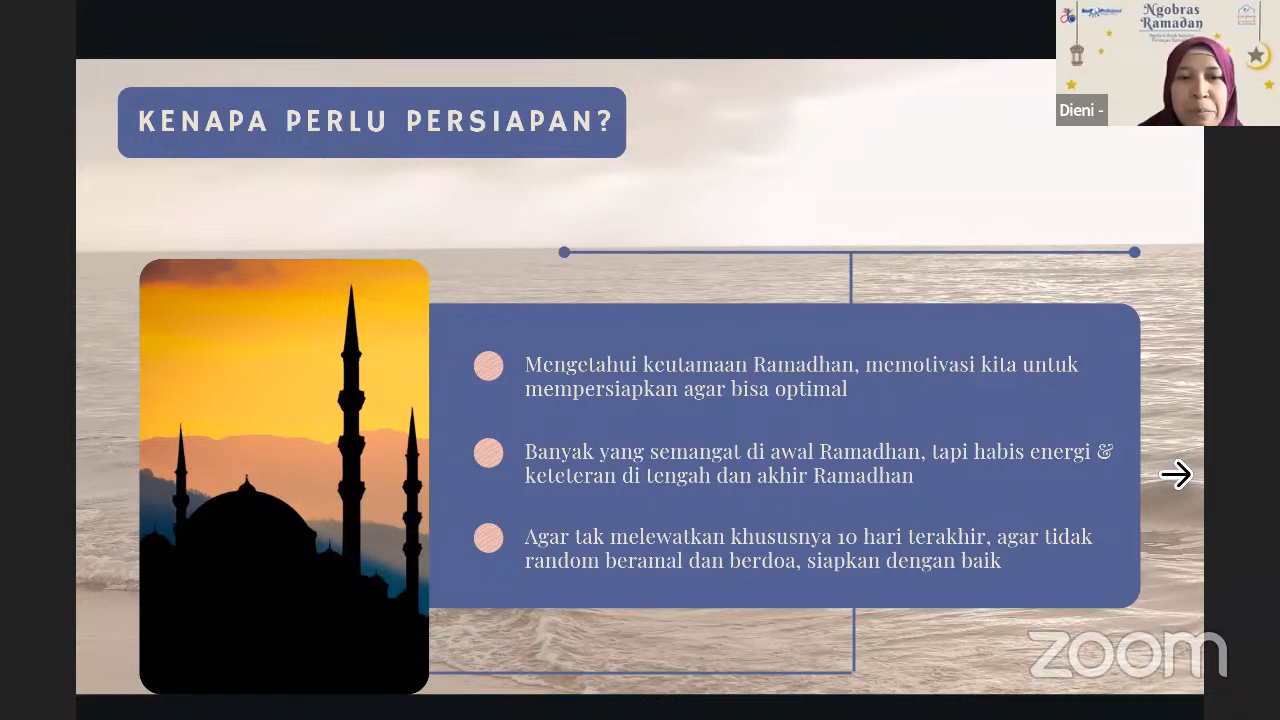 KENAPA PERLU PERSIAPAN?
Ngobras
Ramadan
Dieni -
Mengetahui keutamaan Ramadhan, memotivasi kita untuk
mempersiapkan agar bisa optimal
Banyak yang semangat di awal Ramadhan, tapi habis energi &
keteteran di tengah dan akhir Ramadhan
Agar tak melewatkan khususnya 10 hari terakhir, agar tidak
random beramal dan berdoa, siapkan dengan baik
zoom